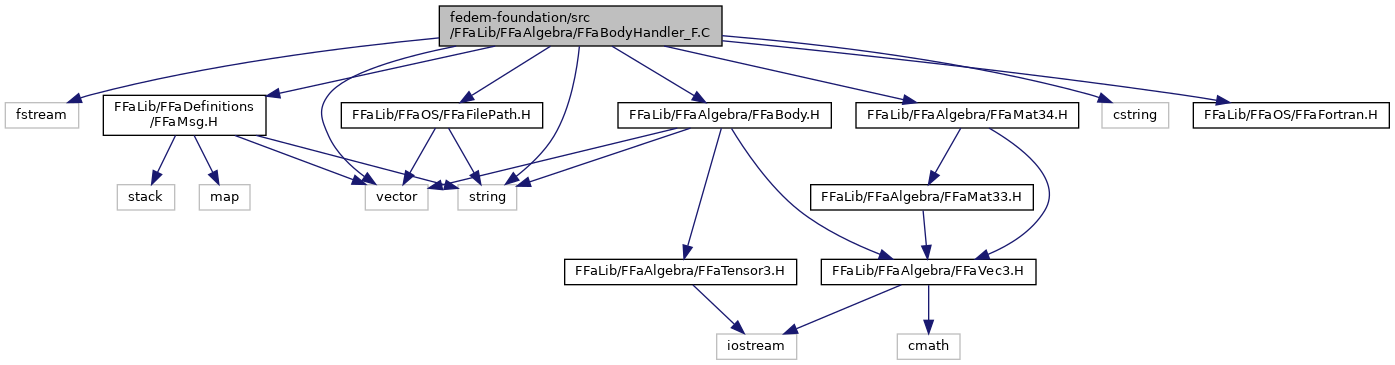 fedem-foundation/src
/FFaLib/FFaAlgebra/FFaBodyHandler_F.C
fstream
FFaLib/FFaDefinitions
/FFaMsg.H
FFaLib/FFaOS/FFaFilePath.H
FFaLib/FFaAlgebra/FFaBody.H
FFaLib/FFaAlgebra/FFaMat34.H
cstring
FFaLib/FFaOS/FFaFortran.H
stack
map
vector
string
FFaLib/FFaAlgebra/FFaMat33.H
FFaLib/FFaAlgebra/FFaTensor3.H
FFaLib/FFaAlgebra/FFaVec3.H
iostream
cmath